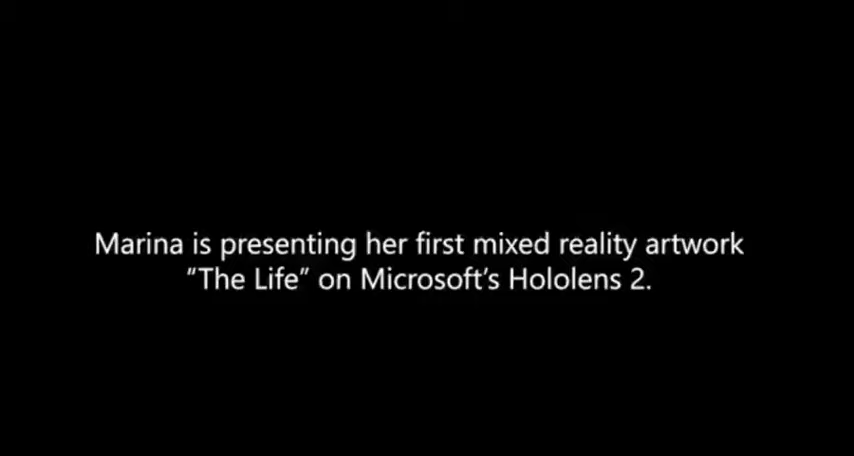 Marina is presenting her first mixed reality artwork
"The Life" on Microsoft's Hololens 2.